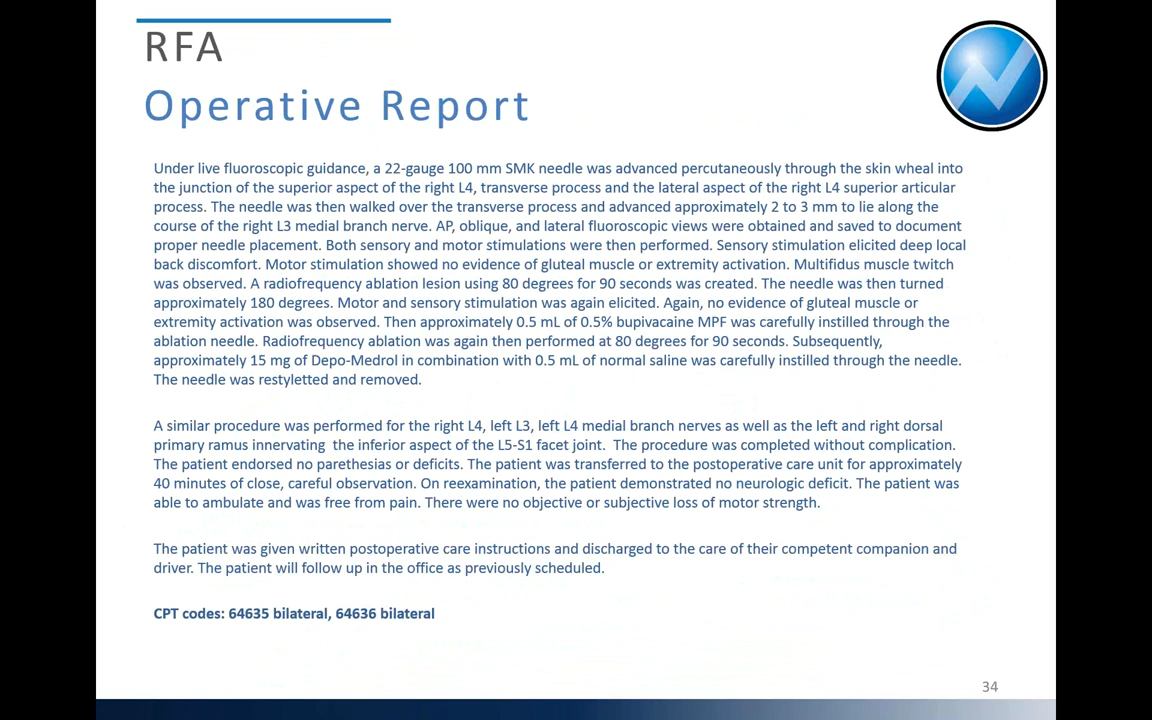 RFA
Operative Report
Under live fluoroscopic guidance, a 22-gauge 100 mm SMK needle was advanced percutaneously through the skin wheal into
the junction of the superior aspect of the right L4, transverse process and the lateral aspect of the right L4 superior articular
process. The needle was then walked over the transverse process and advanced approximately 2 to 3 mm to lie along the
course of the right L3 medial branch nerve. AP, oblique, and lateral fluoroscopic views were obtained and saved to document
proper needle placement. Both sensory and motor stimulations were then performed. Sensory stimulation elicited deep local
back discomfort. Motor stimulation showed no evidence of gluteal muscle or extremity activation. Multifidus muscle twitch
was observed. A radiofrequency ablation lesion using 80 degrees for 90 seconds was created. The needle was then turned
approximately 180 degrees. Motor and sensory stimulation was again elicited. Again, no evidence of gluteal muscle or
extremity activation was observed. Then approximately 0.5 mL of 0.5% bupivacaine MPF was carefully instilled through the
ablation needle. Radiofrequency ablation was again then performed at 80 degrees for 90 seconds. Subsequently,
approximately 15 mg of Depo-Medrol in combination with 0.5 mL of normal saline was carefully instilled through the needle.
The needle was restyletted and removed.
A similar procedure was performed for the right L4, left L3, left L4 medial branch nerves as well as the left and right dorsal
primary ramus innervating the inferior aspect of the L5-S1 facet joint. The procedure was completed without complication.
The patient endorsed no parethesias or deficits. The patient was transferred to the postoperative care unit for approximately
40 minutes of close, careful observation. On reexamination, the patient demonstrated no neurologic deficit. The patient was
able to ambulate and was free from pain. There were no objective or subjective loss of motor strength.
The patient was given written postoperative care instructions and discharged to the care of their competent companion and
driver. The patient will follow up in the office as previously scheduled.
CPT codes: 64635 bilateral, 64636 bilateral
34